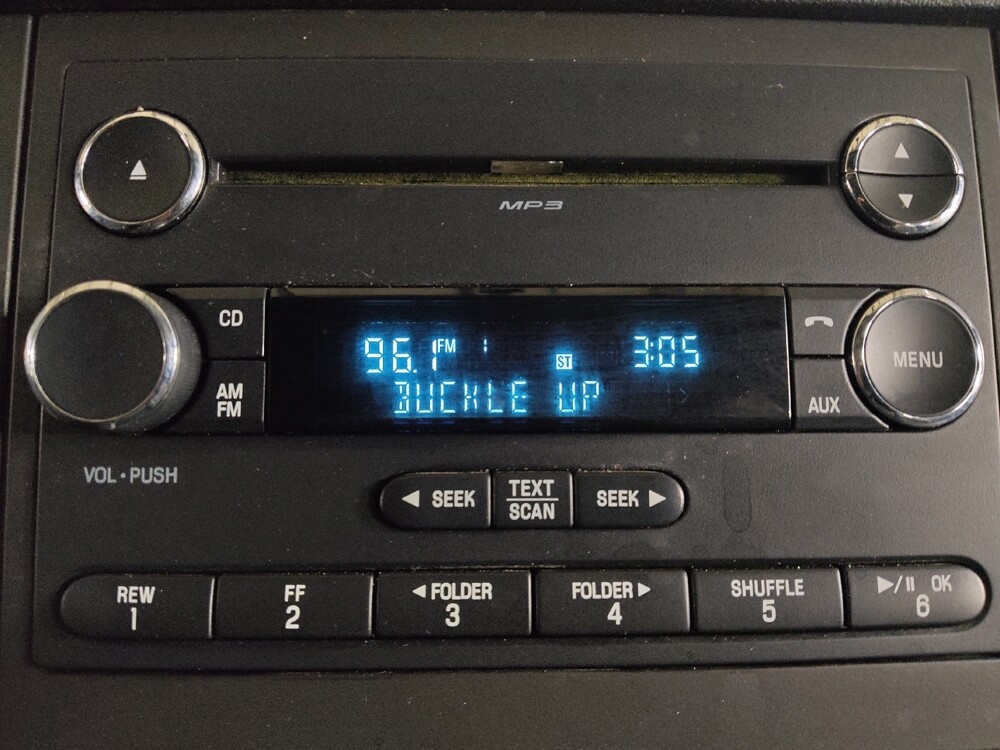 MP3
CD
96.1 FM 1 ST 3:05
MENU
BUCKLE UP
AM
FM
AUX
VOL • PUSH
◀ SEEK
TEXT
SCAN
SEEK ▶
REW
1
FF
2
◀ FOLDER
3
FOLDER ▶
4
SHUFFLE
5
▶/II OK
6